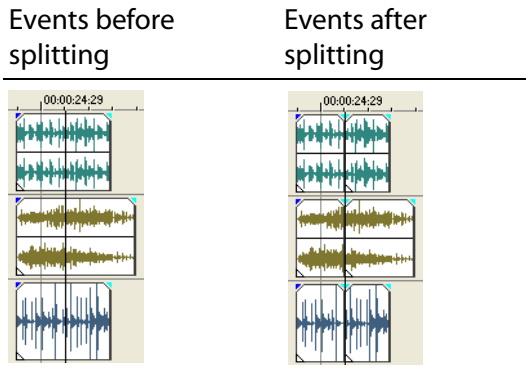 Events before
splitting
Events after
splitting
00:00:24:29
00:00:24:29